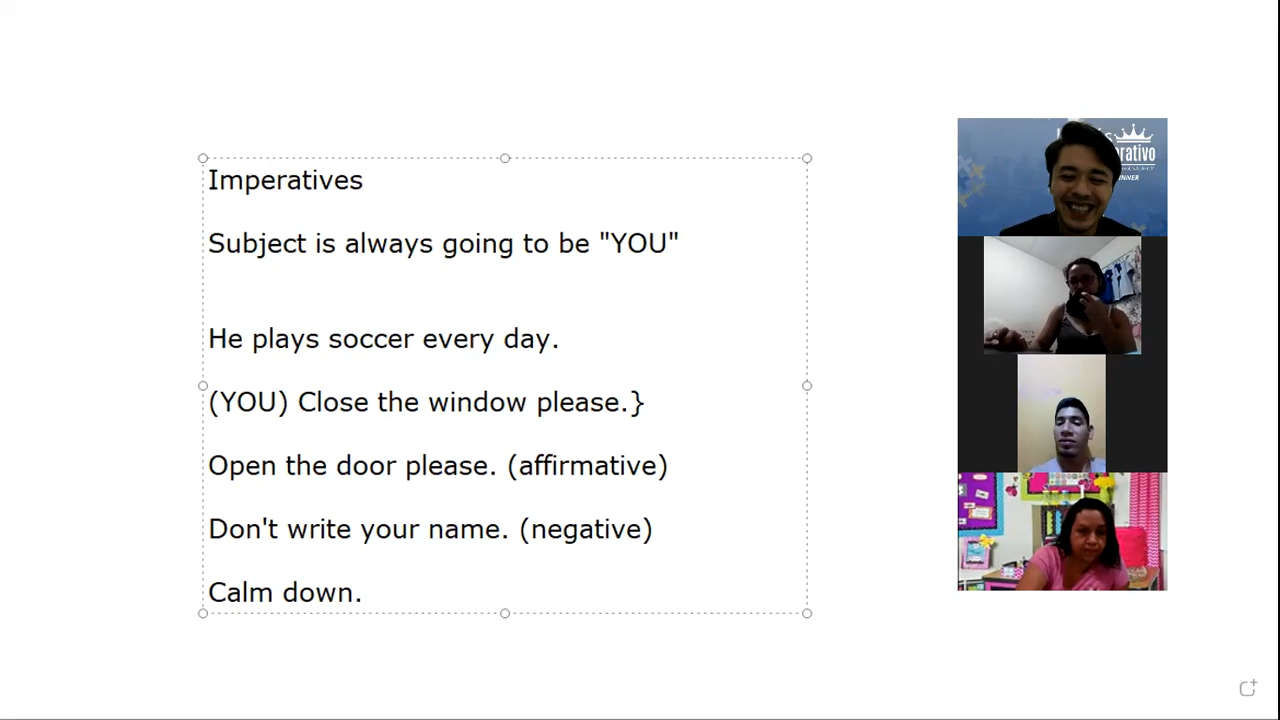 Imperatives
Subject is always going to be "YOU"
He plays soccer every day.
(YOU) Close the window please.}
Open the door please. (affirmative)
Don't write your name. (negative)
Calm down.